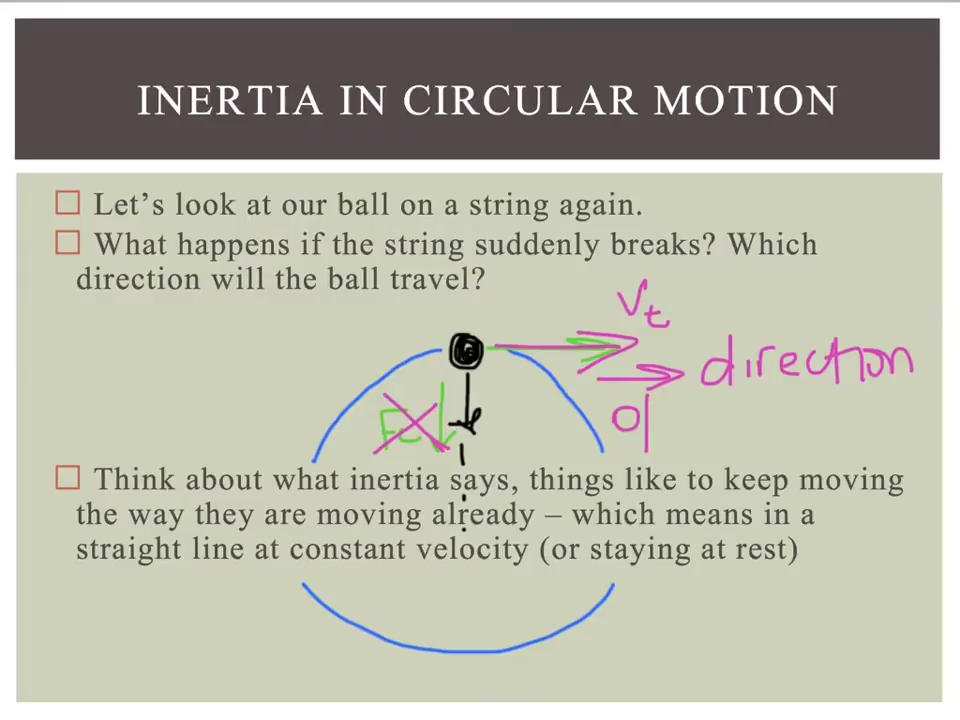 INERTIA IN CIRCULAR MOTION
Let's look at our ball on a string again.
What happens if the string suddenly breaks? Which
direction will the ball travel?
Vt
direction
of
Fc
Think about what inertia says, things like to keep moving
the way they are moving already – which means in a
straight line at constant velocity (or staying at rest)